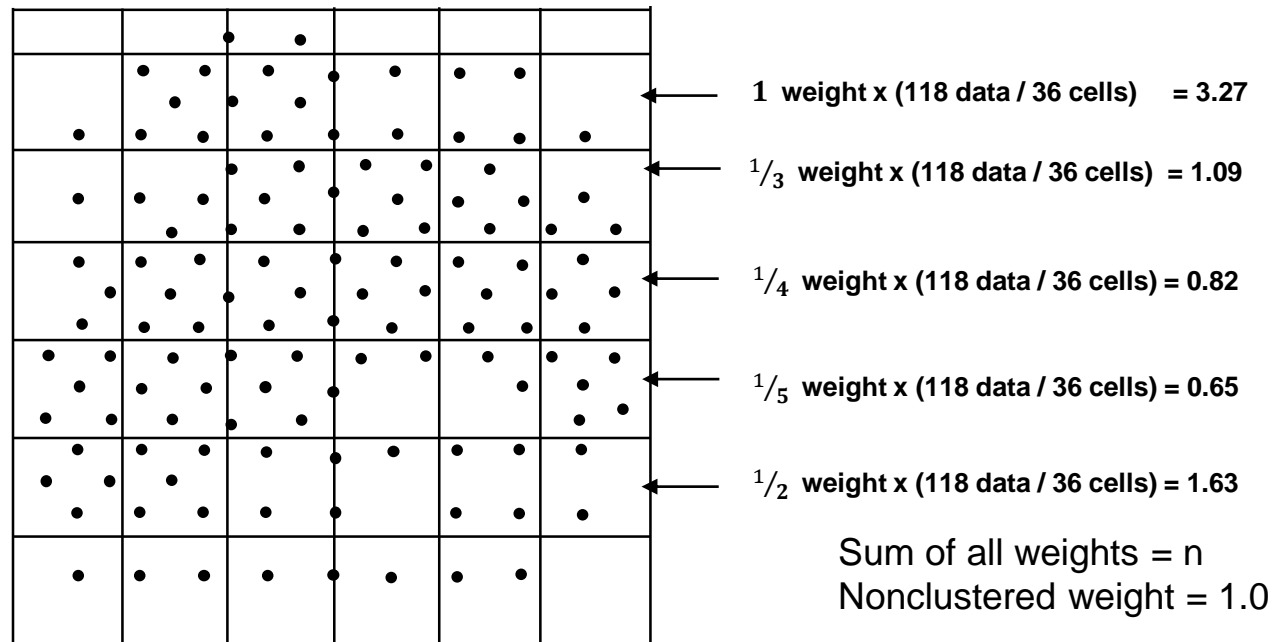 1 weight x (118 data / 36 cells) = 3.27
1/3 weight x (118 data / 36 cells) = 1.09
1/4 weight x (118 data / 36 cells) = 0.82
1/5 weight x (118 data / 36 cells) = 0.65
1/2 weight x (118 data / 36 cells) = 1.63
Sum of all weights = n
Nonclustered weight = 1.0